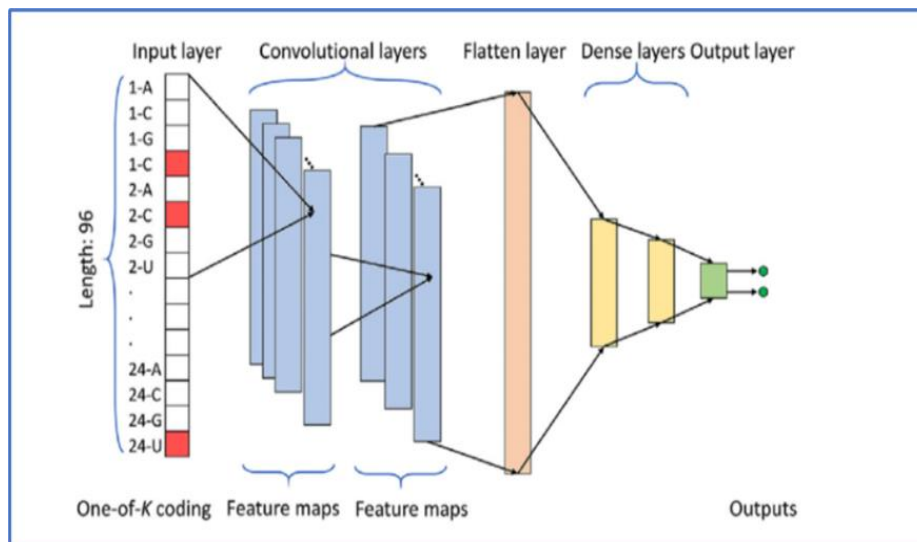 Input layer
Convolutional layers
Flatten layer
Dense layers
Output layer
Length: 96
1-A
1-C
1-G
1-C
2-A
2-C
2-G
2-U
.
.
.
24-A
24-C
24-G
24-U
One-of-K coding
Feature maps
Feature maps
Outputs